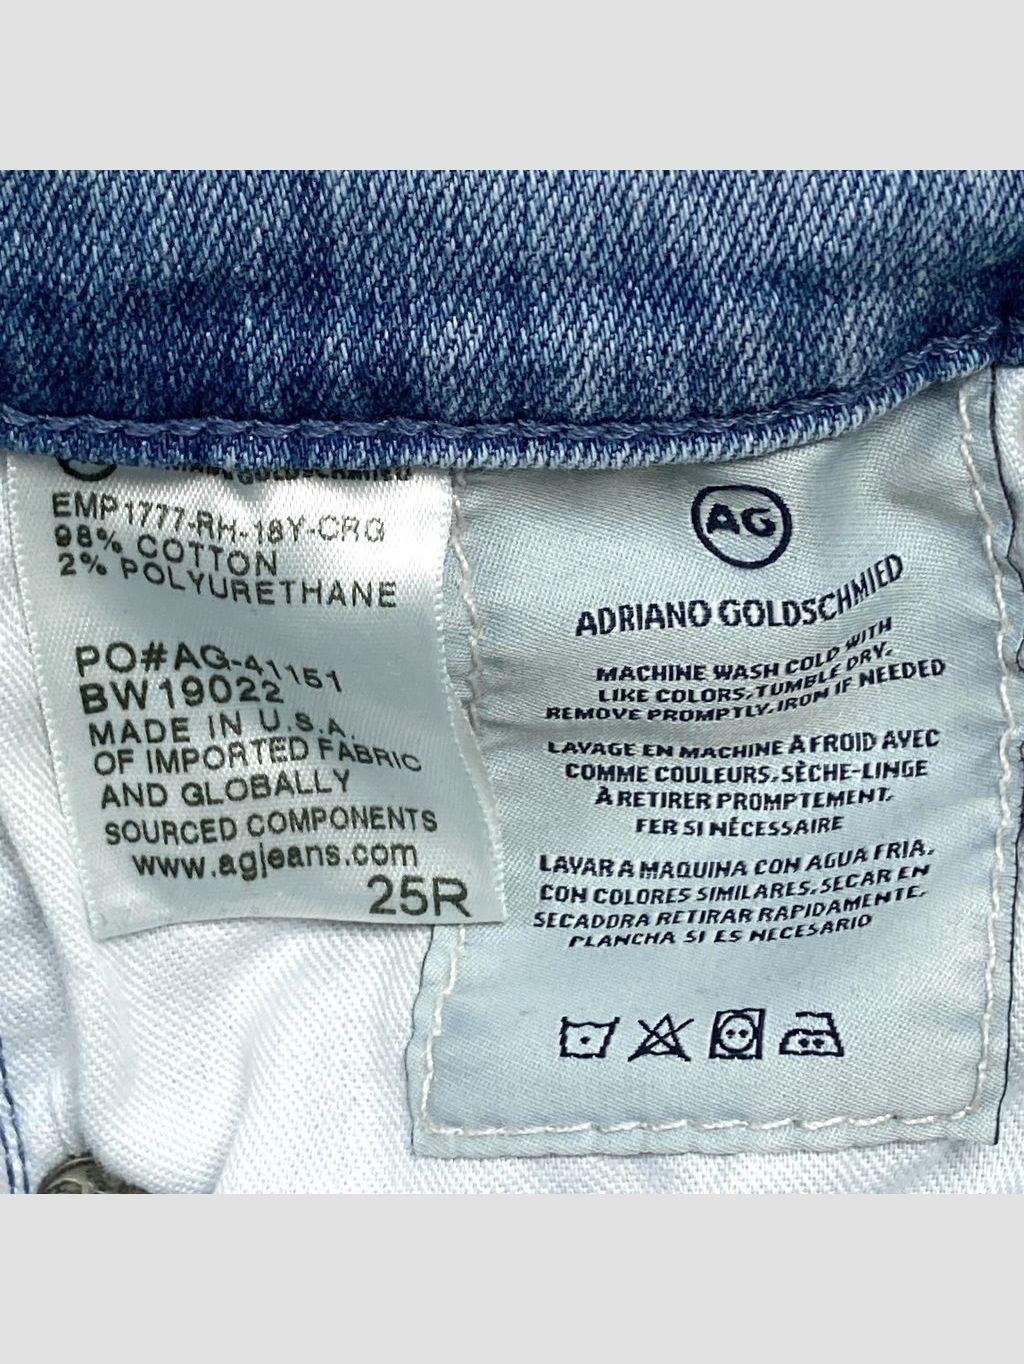 GOLDSCHMIED
EMP1777-RH-18Y-CRG
98% COTTON
2% POLYURETHANE
PO#AG-41151
BW19022
MADE IN U.S.A.
OF IMPORTED FABRIC
AND GLOBALLY
SOURCED COMPONENTS
www.agjeans.com
25R
AG
ADRIANO GOLDSCHMIED
MACHINE WASH COLD WITH
LIKE COLORS, TUMBLE DRY,
REMOVE PROMPTLY, IRON IF NEEDED
LAVAGE EN MACHINE À FROID AVEC
COMME COULEURS, SÈCHE-LINGE
À RETIRER PROMPTEMENT,
FER SI NÉCESSAIRE
LAVAR A MAQUINA CON AGUA FRIA,
CON COLORES SIMILARES, SECAR EN
SECADORA RETIRAR RAPIDAMENTE,
PLANCHA SI ES NECESARIO